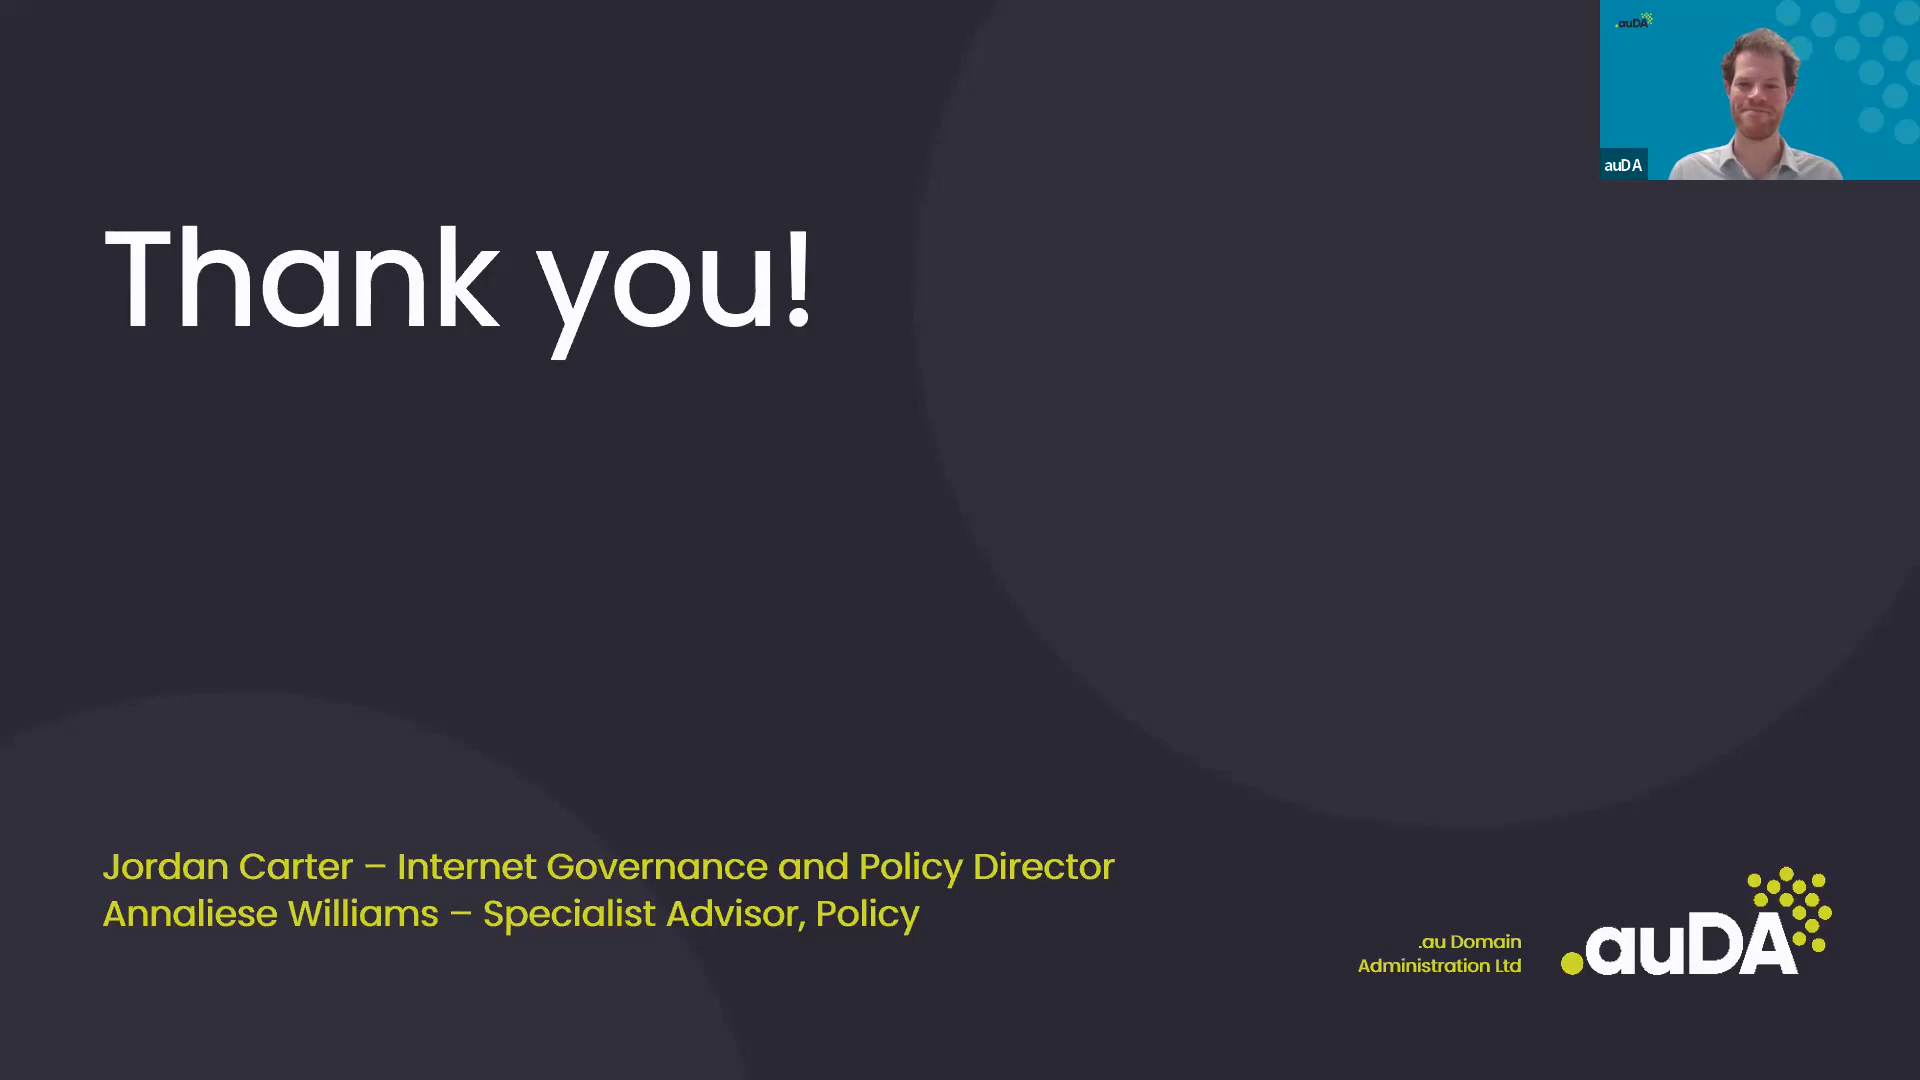 .auDA
auDA
Thank you!
Jordan Carter – Internet Governance and Policy Director
Annaliese Williams – Specialist Advisor, Policy
.au Domain
Administration Ltd
.auDA